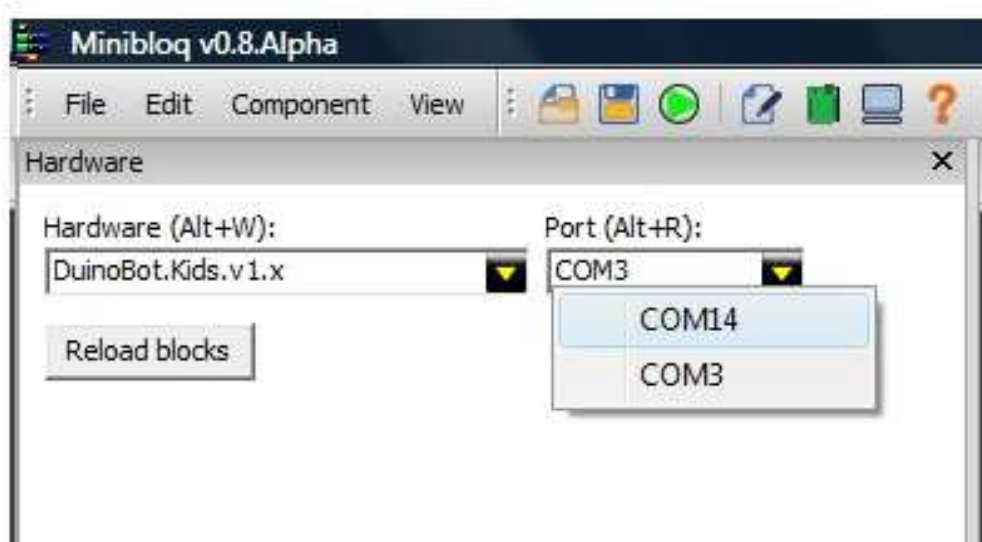 Minibloq v0.8.Alpha
File Edit Component View ?
Hardware
Hardware (Alt+W): Port (Alt+R):
DuinoBot.Kids.v1.x COM3
COM14
Reload blocks
COM3